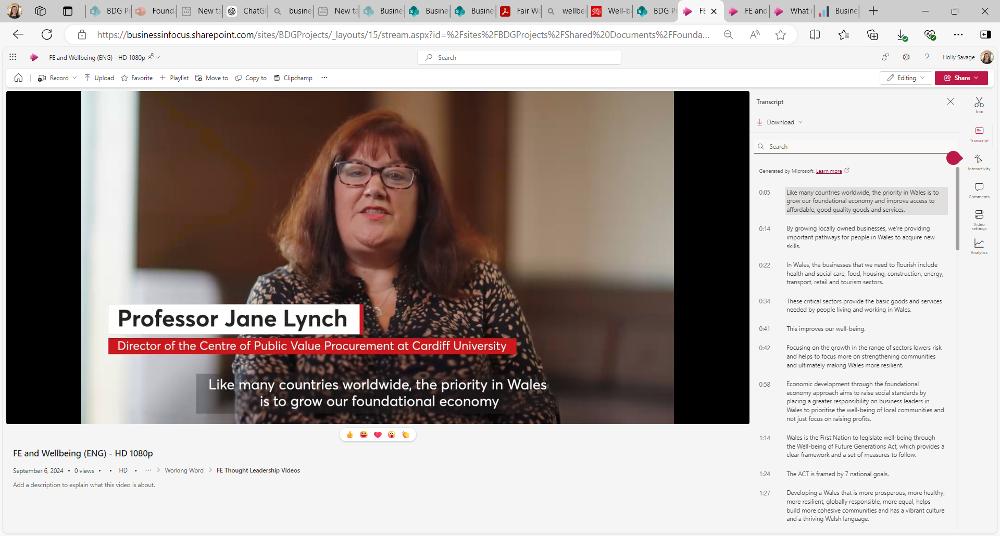 BDG Pr
Founda
New ta
ChatGP
busine
New ta
Busine
Busine
Busine
Fair Wo
wellbe
Well-b
BDG Pr
FE
FE and
What i
Busine
https://businessinfocus.sharepoint.com/sites/BDGProjects/_layouts/15/stream.aspx?id=%2Fsites%2FBDGProjects%2FShared%20Documents%2FFounda...
FE and Wellbeing (ENG) - HD 1080p
Search
Holly Savage
Record
Upload
Favorite
Playlist
Move to
Copy to
Clipchamp
Editing
Share
Professor Jane Lynch
Director of the Centre of Public Value Procurement at Cardiff University
Like many countries worldwide, the priority in Wales
is to grow our foundational economy
FE and Wellbeing (ENG) - HD 1080p
September 6, 2024 • 0 views • • HD • ··· > Working Word > FE Thought Leadership Videos
Add a description to explain what this video is about.
Transcript
Download
Search
Generated by Microsoft. Learn more
0:05
Like many countries worldwide, the priority in Wales is to
grow our foundational economy and improve access to
affordable, good quality goods and services.
0:14
By growing locally owned businesses, we're providing
important pathways for people in Wales to acquire new
skills.
0:22
In Wales, the businesses that we need to flourish include
health and social care, food, housing, construction, energy,
transport, retail and tourism sectors.
0:34
These critical sectors provide the basic goods and services
needed by people living and working in Wales.
0:41
This improves our well-being.
0:42
Focusing on the growth in the range of sectors lowers risk
and helps to focus more on strengthening communities
and ultimately making Wales more resilient.
0:58
Economic development through the foundational
economy approach aims to raise social standards by
placing a greater responsibility on business leaders in
Wales to prioritise the well-being of local communities and
not just focus on raising profits.
1:14
Wales is the First Nation to legislate well-being through
the Well-being of Future Generations Act, which provides a
clear framework and a set of measures to follow.
1:24
The ACT is framed by 7 national goals.
1:27
Developing a Wales that is more prosperous, more healthy,
more resilient, globally responsible, more equal, helps
build more cohesive communities and has a vibrant culture
and a thriving Welsh language.
Trim
Transcript
Interactivity
Comments
Video
settings
Analytics